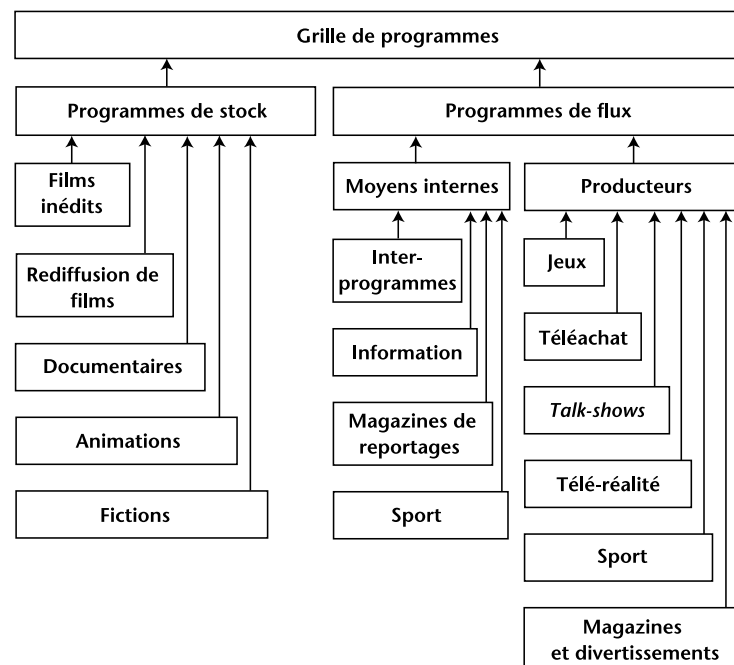 Grille de programmes
Programmes de stock
Programmes de flux
Films
inédits
Rediffusion de
films
Documentaires
Animations
Fictions
Moyens internes
Inter-
programmes
Information
Magazines de
reportages
Sport
Producteurs
Jeux
Téléachat
Talk-shows
Télé-réalité
Sport
Magazines
et divertissements